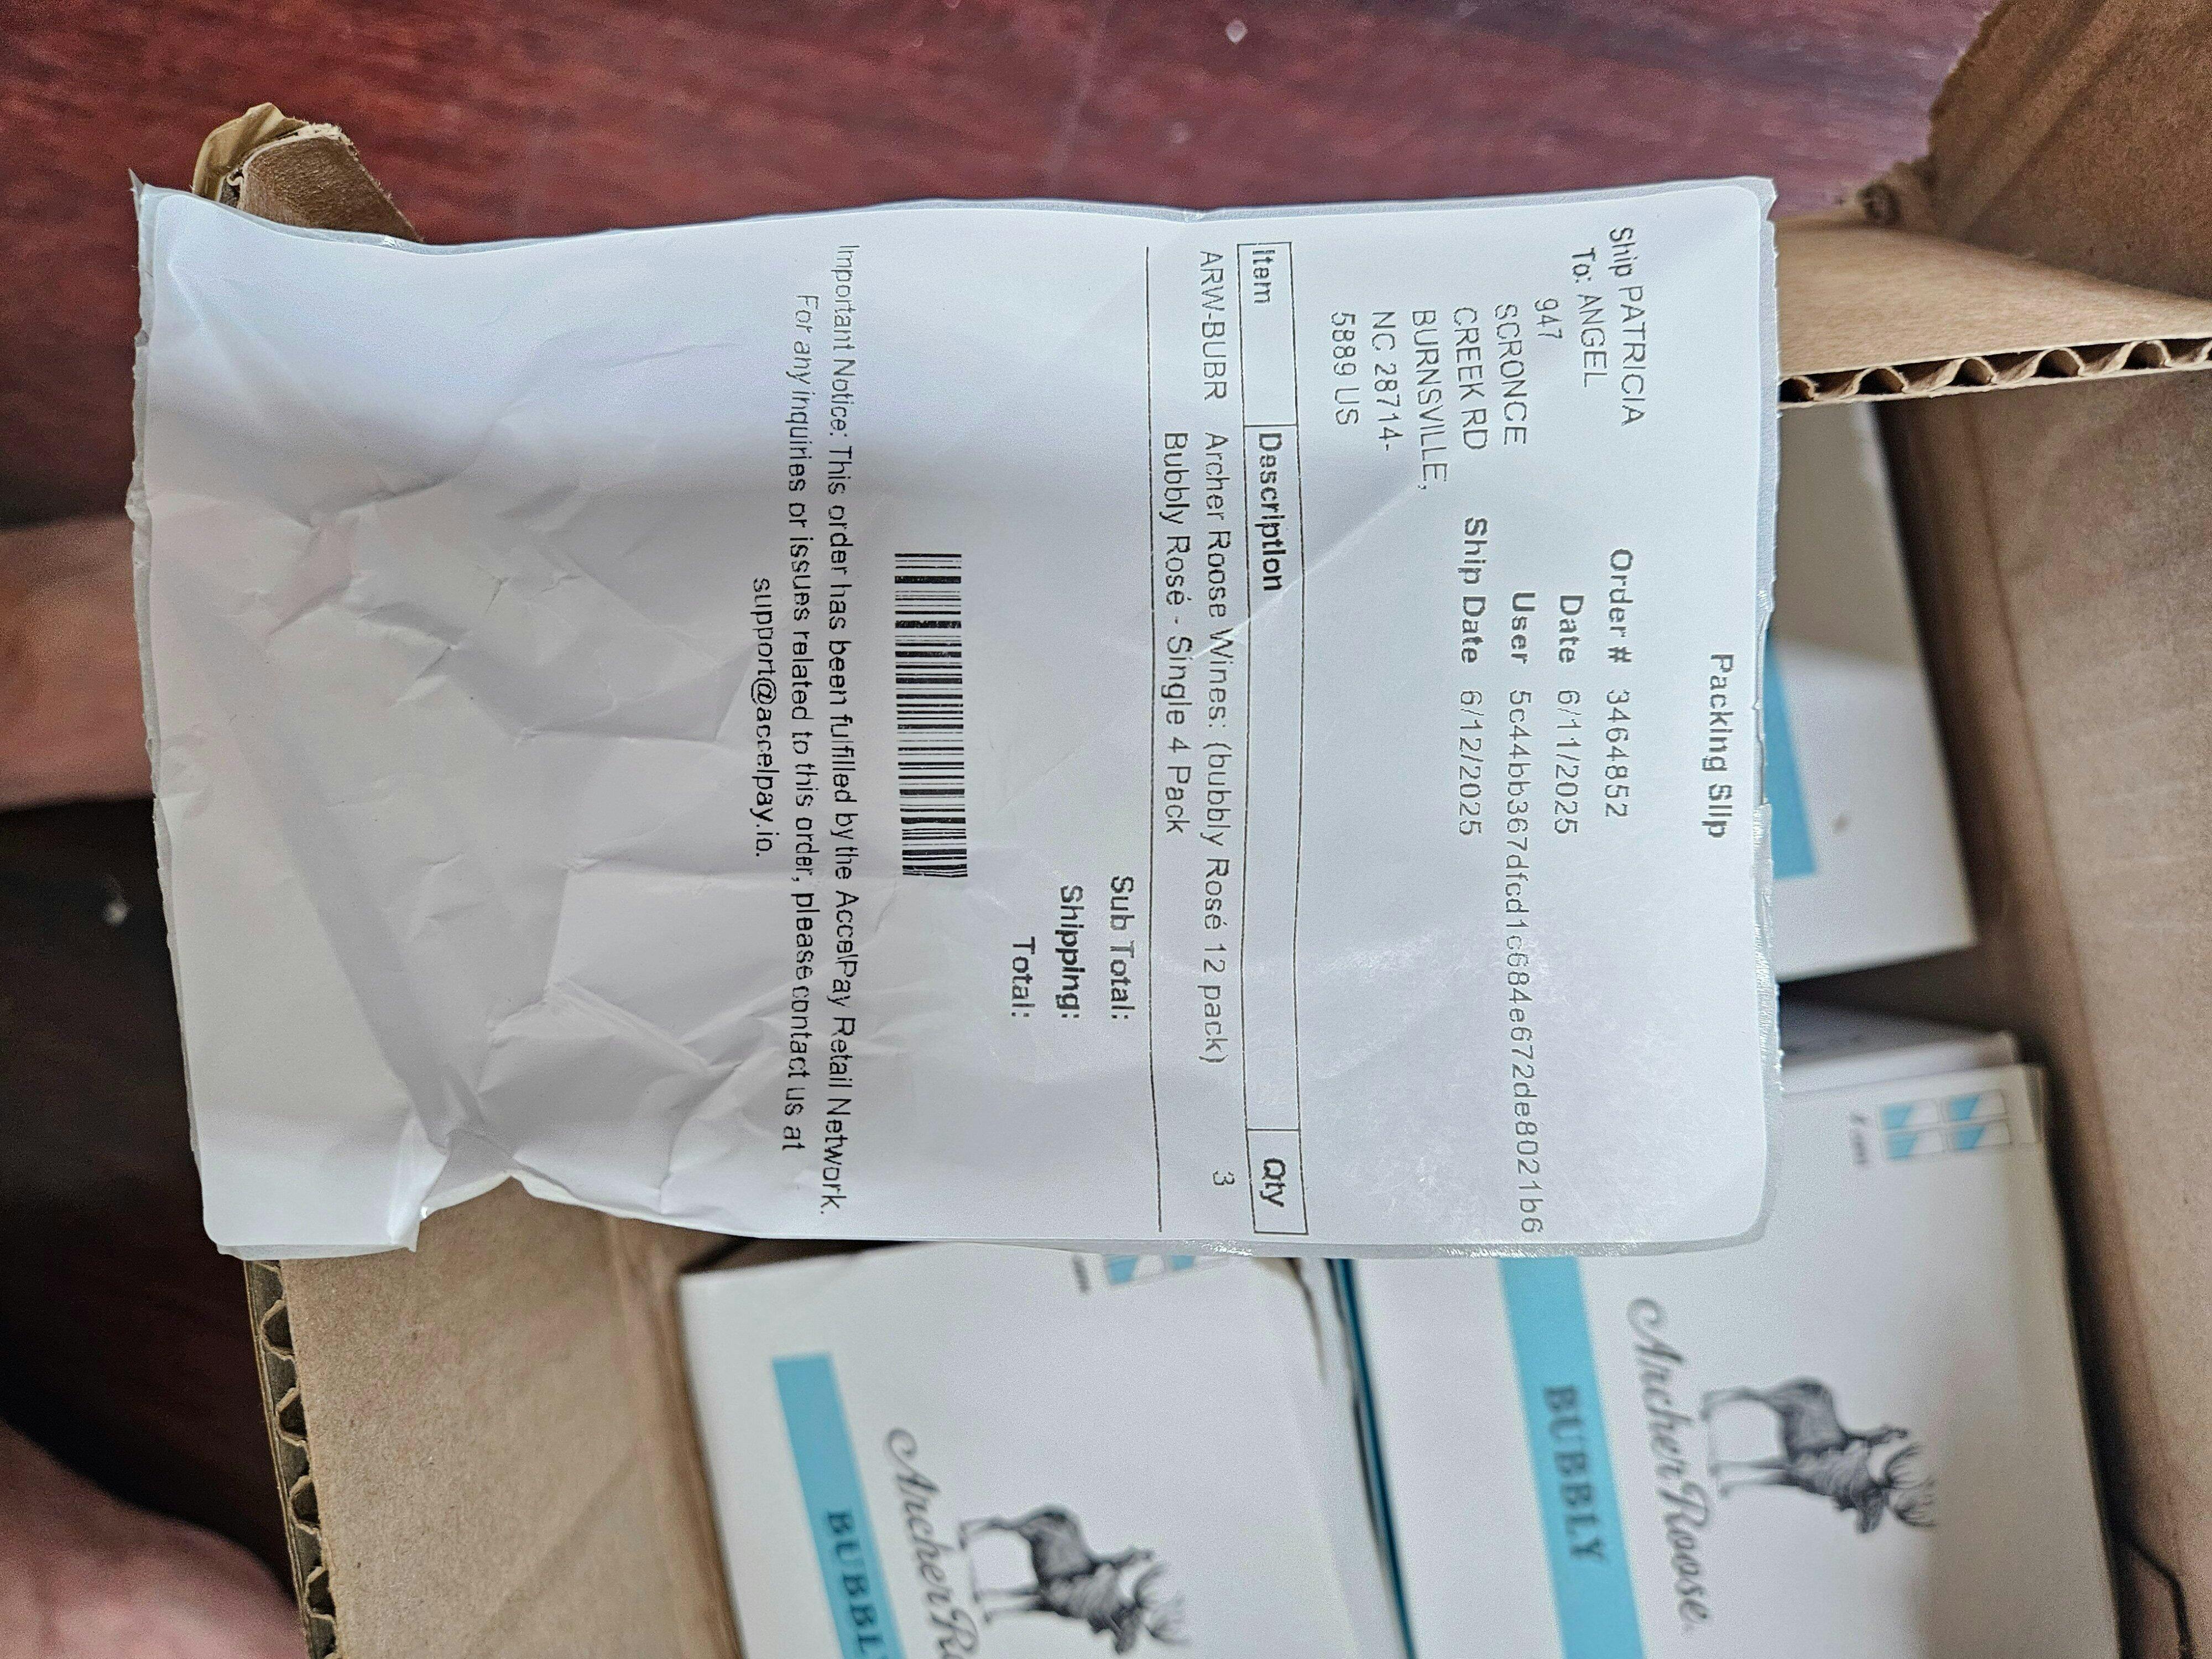 Packing Slip
Ship PATRICIA
To: ANGEL
947
SCRONCE
CREEK RD
BURNSVILLE,
NC 28714-
5889 US
Order # 3464852
Date 6/11/2025
User 5c44bb367dfcd1c684e672de8021b6
Ship Date 6/12/2025
Item Description Qty
ARW-BUBR Archer Roose Wines: (bubbly Rosé 12 pack) 3
Bubbly Rosé - Single 4 Pack
Sub Total:
Shipping:
Total:
Important Notice: This order has been fulfilled by the AccelPay Retail Network.
For any inquiries or issues related to this order, please contact us at
support@accelpay.io.
Archer Roose
BUBBLY
Archer